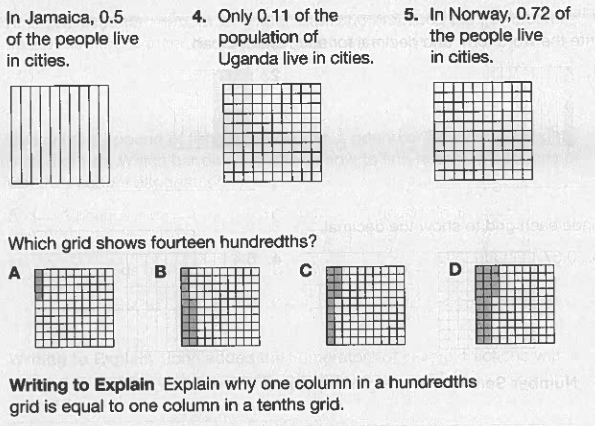 In Jamaica, 0.5
of the people live
in cities.
4. Only 0.11 of the
population of
Uganda live in cities.
5. In Norway, 0.72 of
the people live
in cities.
Which grid shows fourteen hundredths?
A
B
C
D
Writing to Explain Explain why one column in a hundredths
grid is equal to one column in a tenths grid.